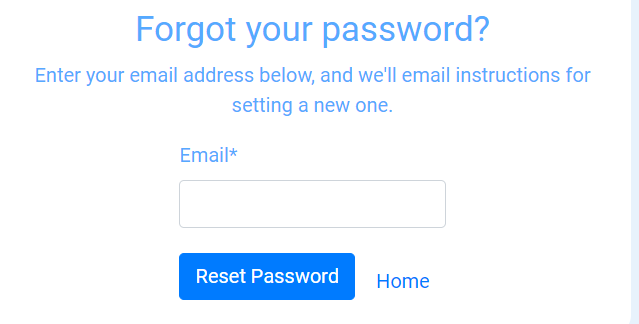 Forgot your password?
Enter your email address below, and we'll email instructions for
setting a new one.
Email*
Reset Password
Home